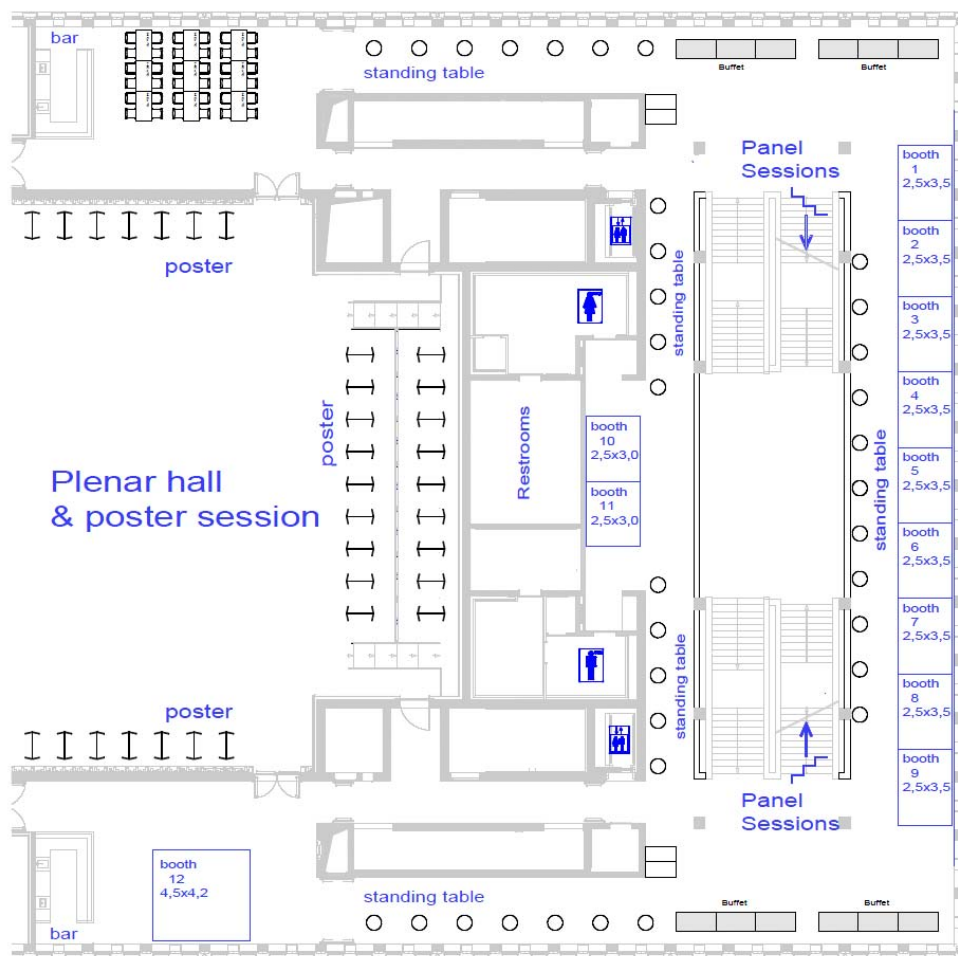 bar
standing table
Buffet
Buffet
Panel
Sessions
booth
1
2,5x3,5
booth
2
2,5x3,5
booth
3
2,5x3,5
booth
4
2,5x3,5
booth
5
2,5x3,5
booth
6
2,5x3,5
booth
7
2,5x3,5
booth
8
2,5x3,5
booth
9
2,5x3,5
poster
standing table
poster
Restrooms
booth
10
2,5x3,0
booth
11
2,5x3,0
standing table
Plenar hall
& poster session
standing table
poster
Panel
Sessions
booth
12
4,5x4,2
standing table
bar
Buffet
Buffet